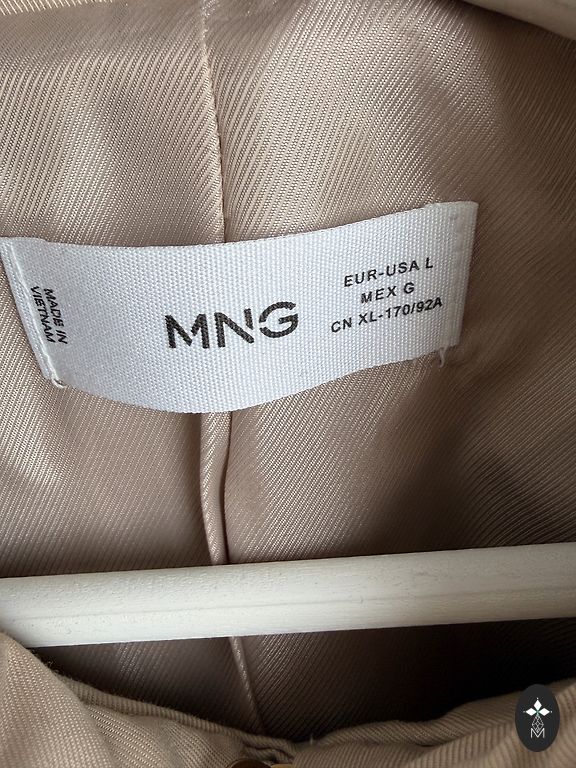 MADE IN
VIETNAM
MNG
EUR-USA L
MEX G
CN XL-170/92A
M